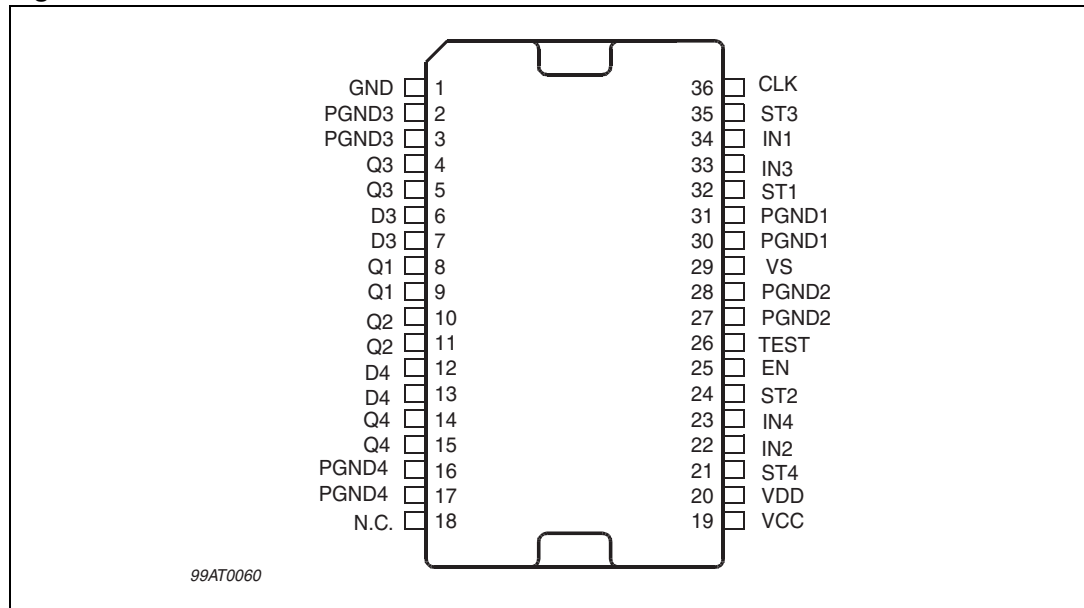 GND 1 36 CLK
PGND3 2 35 ST3
PGND3 3 34 IN1
Q3 4 33 IN3
Q3 5 32 ST1
D3 6 31 PGND1
D3 7 30 PGND1
Q1 8 29 VS
Q1 9 28 PGND2
Q2 10 27 PGND2
Q2 11 26 TEST
D4 12 25 EN
D4 13 24 ST2
Q4 14 23 IN4
Q4 15 22 IN2
PGND4 16 21 ST4
PGND4 17 20 VDD
N.C. 18 19 VCC
99AT0060